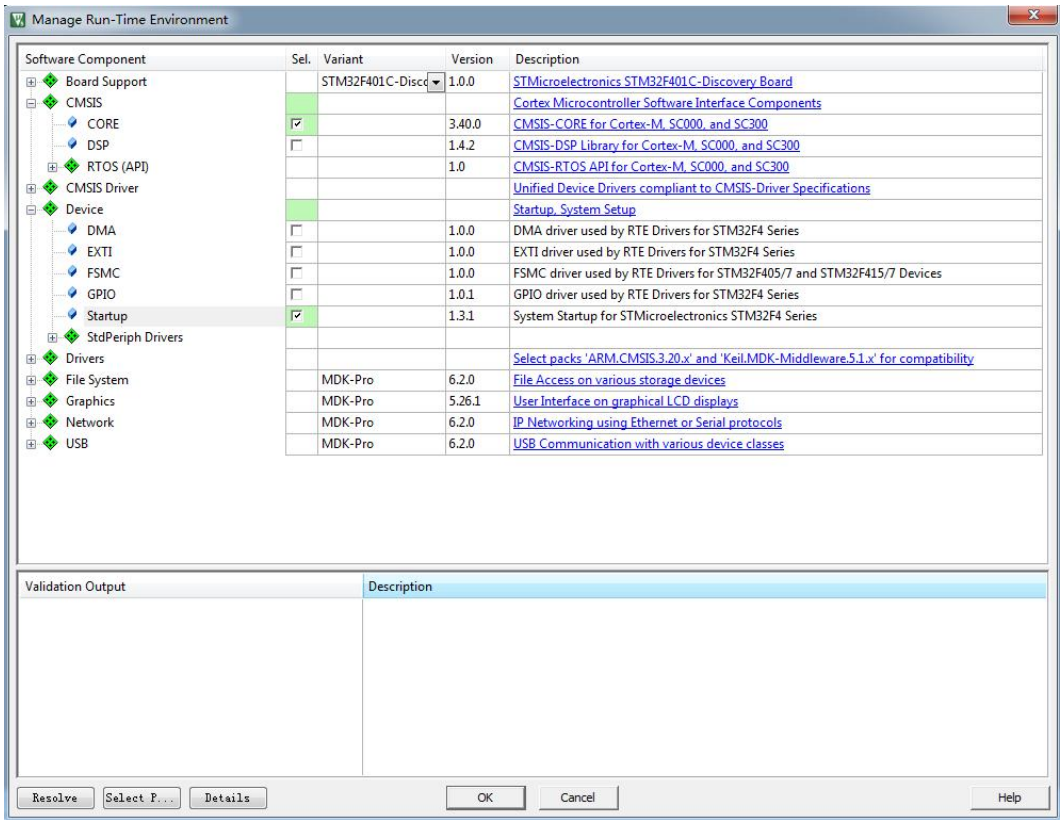 Manage Run-Time Environment
Software Component Sel. Variant Version Description
Board Support STM32F401C-Disco 1.0.0 STMicroelectronics STM32F401C-Discovery Board
CMSIS Cortex Microcontroller Software Interface Components
CORE 3.40.0 CMSIS-CORE for Cortex-M, SC000, and SC300
DSP 1.4.2 CMSIS-DSP Library for Cortex-M, SC000, and SC300
RTOS (API) 1.0 CMSIS-RTOS API for Cortex-M, SC000, and SC300
CMSIS Driver Unified Device Drivers compliant to CMSIS-Driver Specifications
Device Startup, System Setup
DMA 1.0.0 DMA driver used by RTE Drivers for STM32F4 Series
EXTI 1.0.0 EXTI driver used by RTE Drivers for STM32F4 Series
FSMC 1.0.0 FSMC driver used by RTE Drivers for STM32F405/7 and STM32F415/7 Devices
GPIO 1.0.1 GPIO driver used by RTE Drivers for STM32F4 Series
Startup 1.3.1 System Startup for STMicroelectronics STM32F4 Series
StdPeriph Drivers
Drivers Select packs 'ARM.CMSIS.3.20.x' and 'Keil.MDK-Middleware.5.1.x' for compatibility
File System MDK-Pro 6.2.0 File Access on various storage devices
Graphics MDK-Pro 5.26.1 User Interface on graphical LCD displays
Network MDK-Pro 6.2.0 IP Networking using Ethernet or Serial protocols
USB MDK-Pro 6.2.0 USB Communication with various device classes
Validation Output Description
Resolve Select P... Details OK Cancel Help